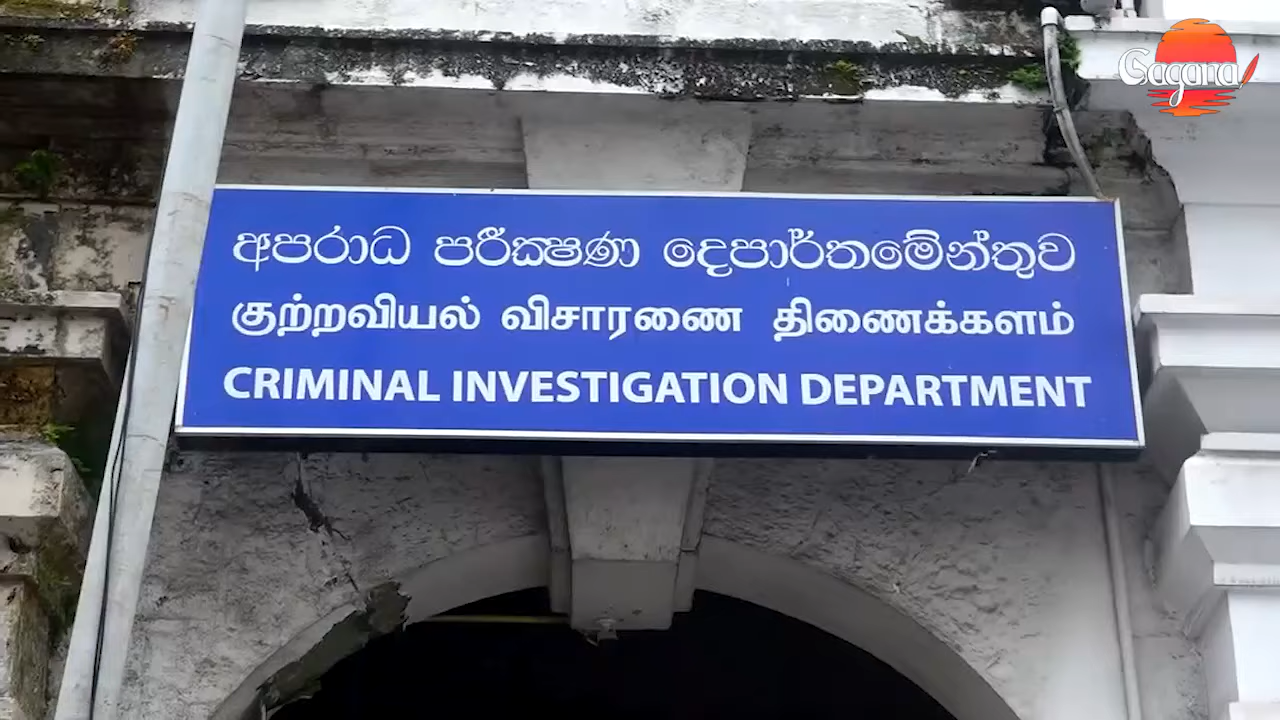 Gagana
අපරාධ පරීක්ෂණ දෙපාර්තමේන්තුව
குற்றவியல் விசாரணை திணைக்களம்
CRIMINAL INVESTIGATION DEPARTMENT